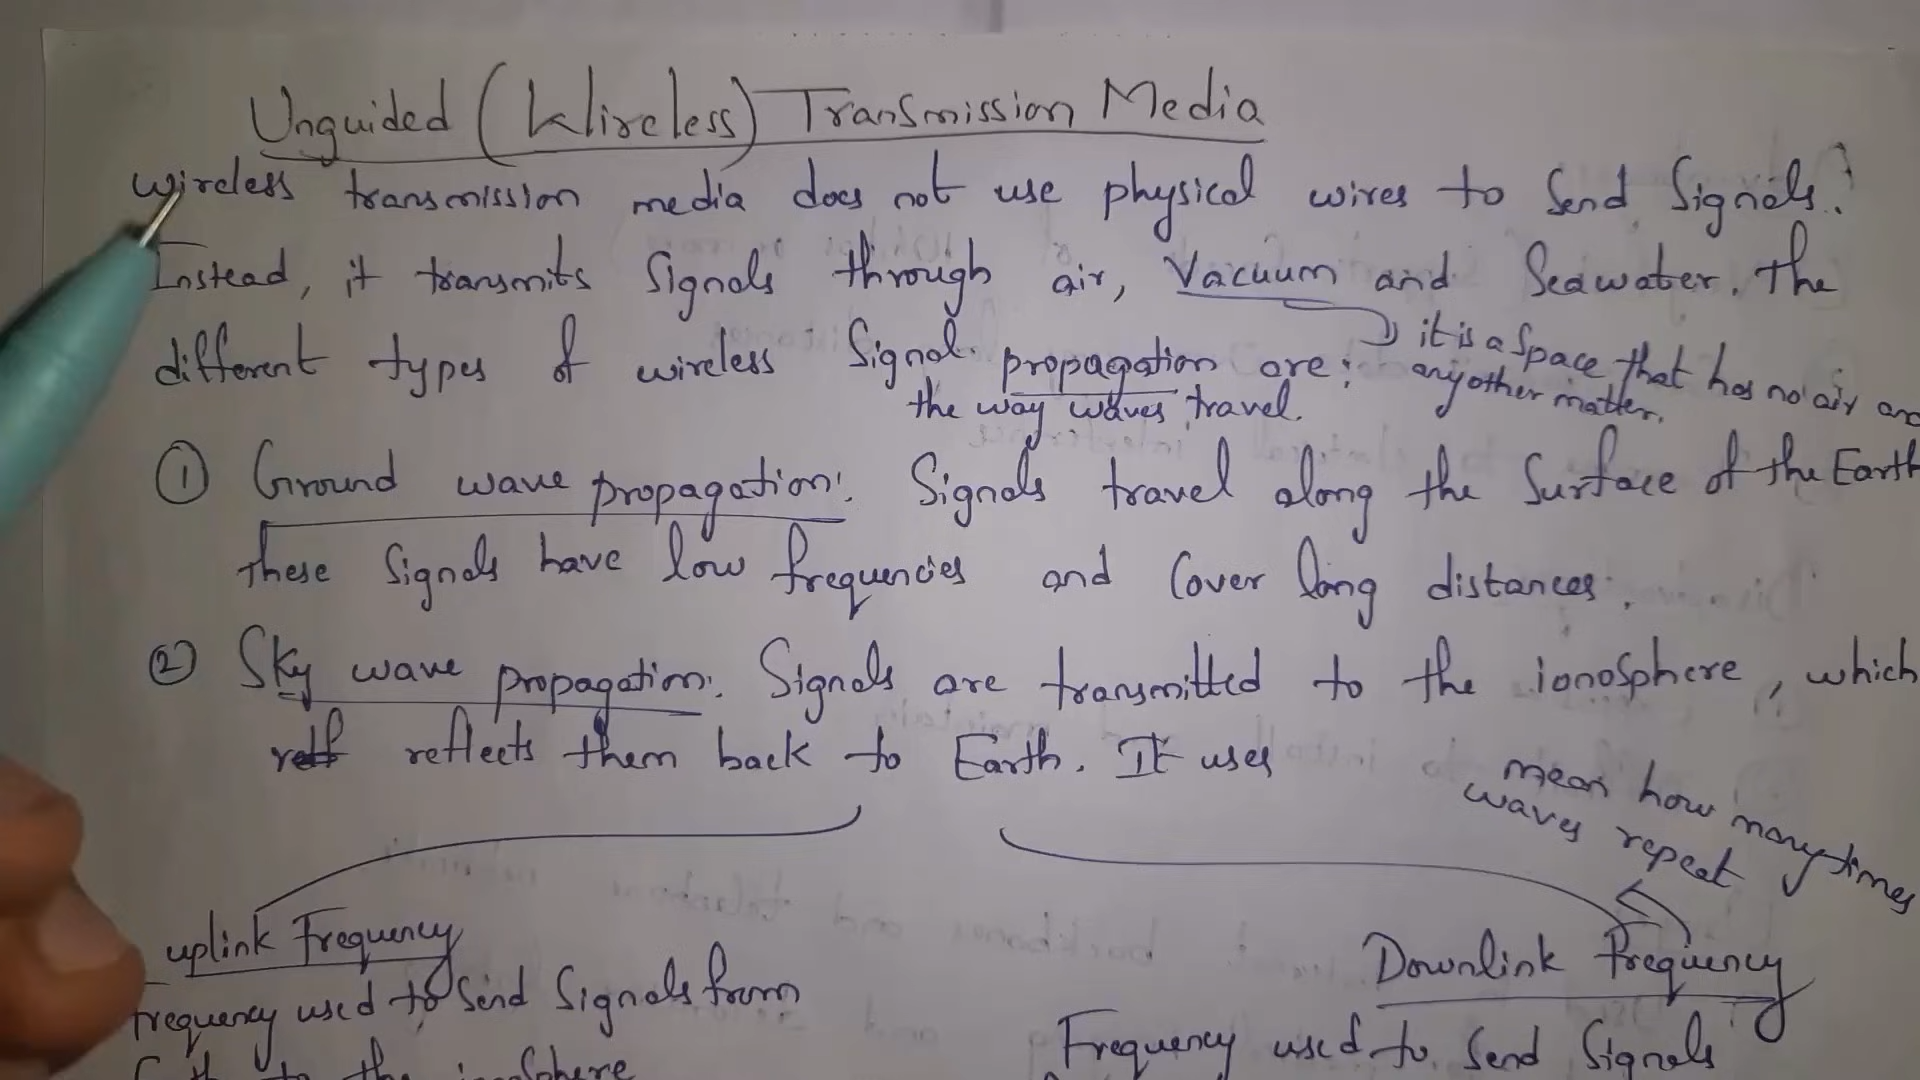 Unguided (Wireless) Transmission Media
wireless transmission media does not use physical wires to Send Signals.
Instead, it transmits Signals through air, Vacuum and Seawater. The
it is a space that has no air and
any other matter.
different types of wireless Signal propagation are:
the way waves travel.
① Ground wave propagation: Signals travel along the Surface of the Earth
these Signals have low frequencies and Cover long distances.
② Sky wave propagation: Signals are transmitted to the ionosphere, which
reflects them back to Earth. It uses
mean how many times
waves repeat
uplink Frequency
Frequency used to Send Signals from
to the ionosphere
Downlink Frequency
Frequency used to Send Signals